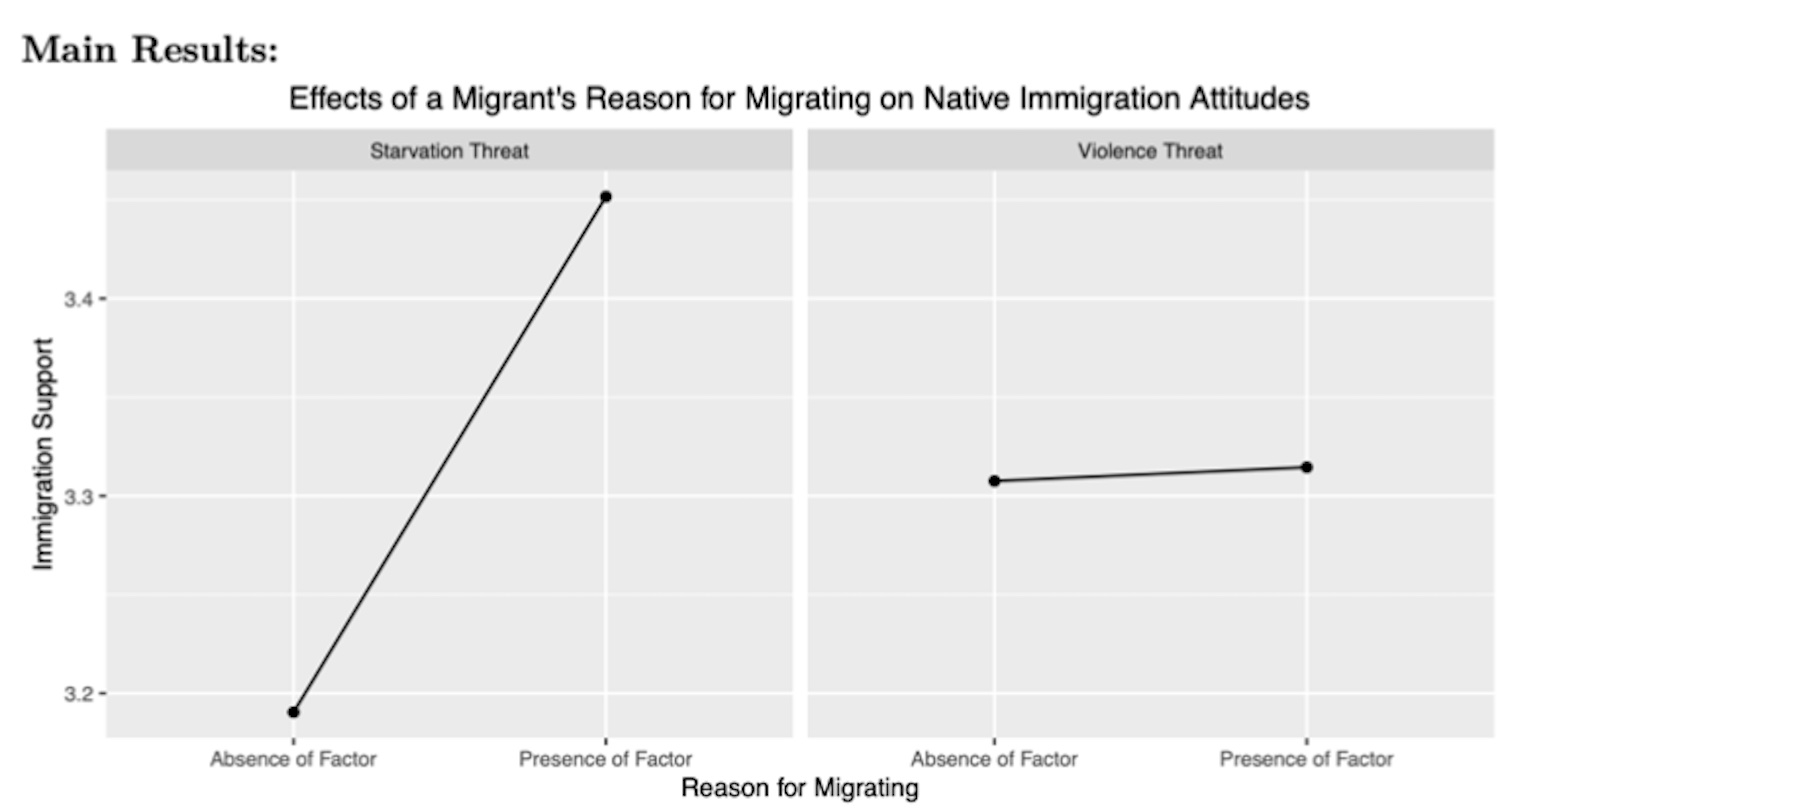 Main Results:
Effects of a Migrant's Reason for Migrating on Native Immigration Attitudes
Starvation Threat
Violence Threat
Immigration Support
3.4
3.3
3.2
Absence of Factor
Presence of Factor
Absence of Factor
Presence of Factor
Reason for Migrating